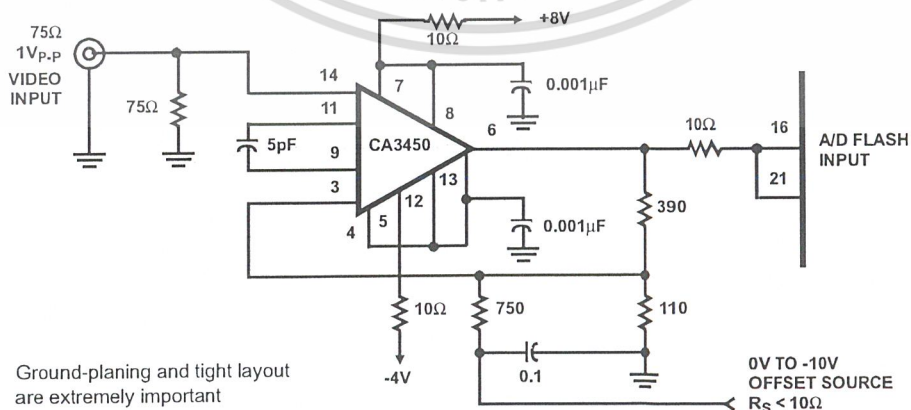 +8V
10Ω
75Ω
1VP-P
VIDEO
INPUT
75Ω
14
11
5pF
9
3
7
8
0.001µF
CA3450
6
4
5
12
13
0.001µF
10Ω
16
A/D FLASH
INPUT
21
390
10Ω
750
110
-4V
0.1
0V TO -10V
OFFSET SOURCE
RS < 10Ω
Ground-planing and tight layout
are extremely important